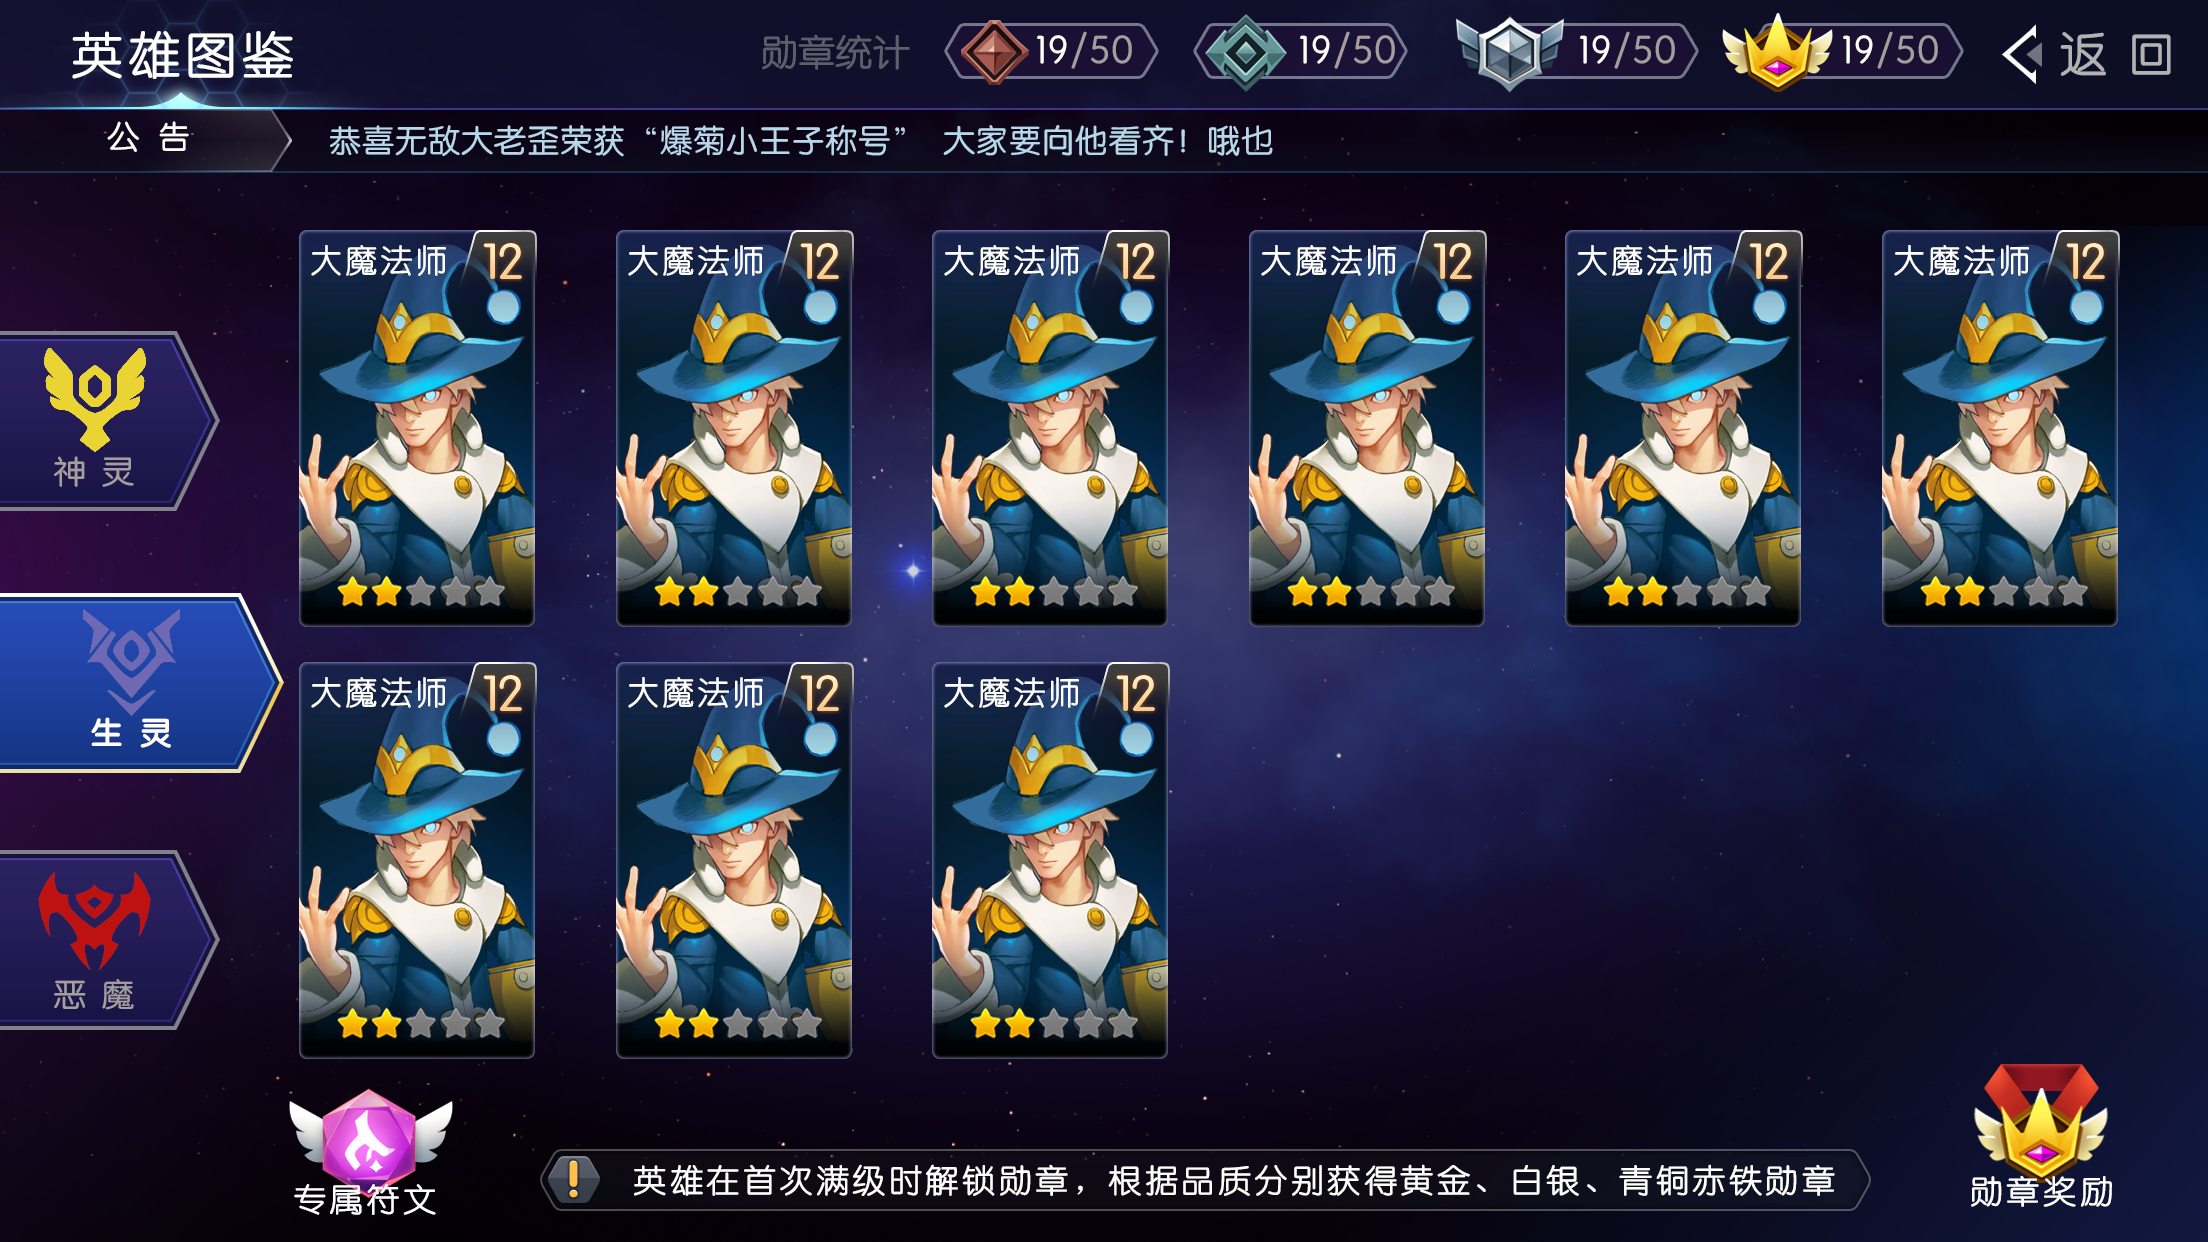 英雄图鉴
勋章统计 19/50 19/50 19/50 19/50 返回
公告 恭喜无敌大老歪荣获“爆菊小王子称号” 大家要向他看齐！哦也
大魔法师 12 大魔法师 12 大魔法师 12 大魔法师 12 大魔法师 12 大魔法师 12
神灵
生灵
大魔法师 12 大魔法师 12 大魔法师 12
恶魔
专属符文
英雄在首次满级时解锁勋章，根据品质分别获得黄金、白银、青铜赤铁勋章
勋章奖励